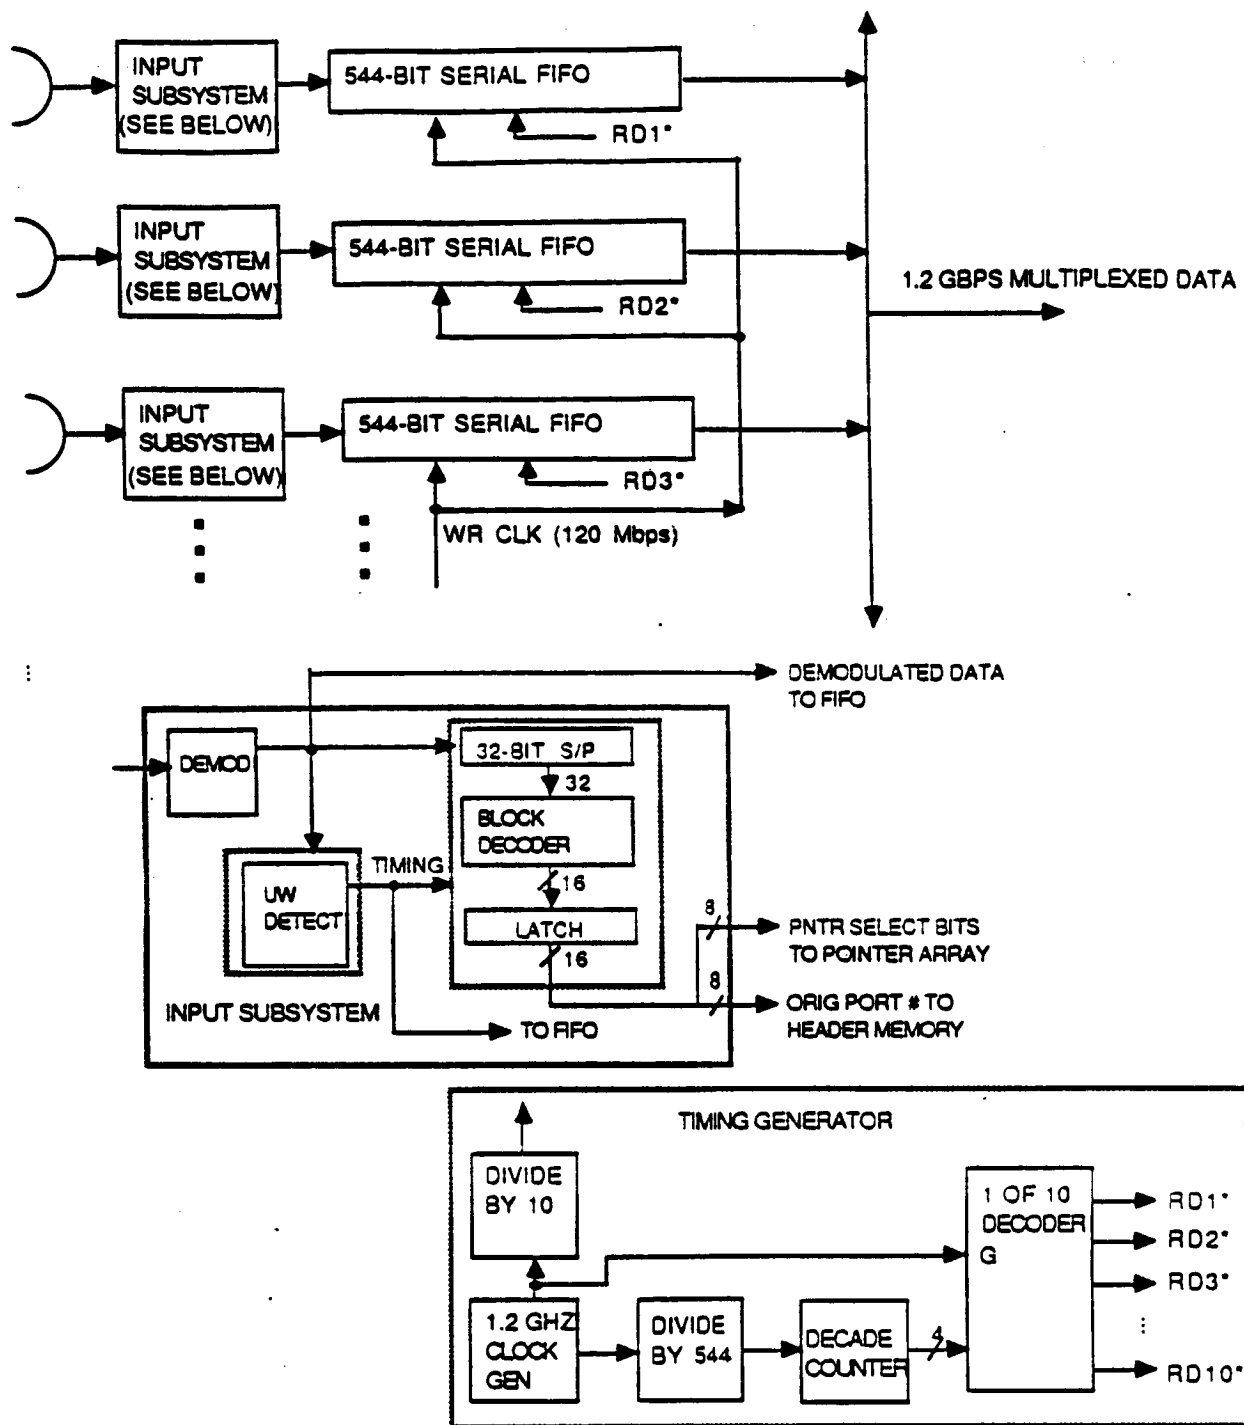 INPUT
SUBSYSTEM
(SEE BELOW)
544-BIT SERIAL FIFO
RD1*
INPUT
SUBSYSTEM
(SEE BELOW)
544-BIT SERIAL FIFO
RD2*
1.2 GBPS MULTIPLEXED DATA
INPUT
SUBSYSTEM
(SEE BELOW)
544-BIT SERIAL FIFO
RD3*
WR CLK (120 Mbps)
DEMODULATED DATA
TO FIFO
DEMOD
32-BIT S/P
32
BLOCK
DECODER
TIMING
UW
DETECT
16
LATCH
16
8
PNTR SELECT BITS
TO POINTER ARRAY
8
ORIG PORT # TO
HEADER MEMORY
INPUT SUBSYSTEM
TO FIFO
TIMING GENERATOR
DIVIDE
BY 10
1 OF 10
DECODER
G
RD1*
RD2*
RD3*
1.2 GHZ
CLOCK
GEN
DIVIDE
BY 544
DECADE
COUNTER
4
RD10*